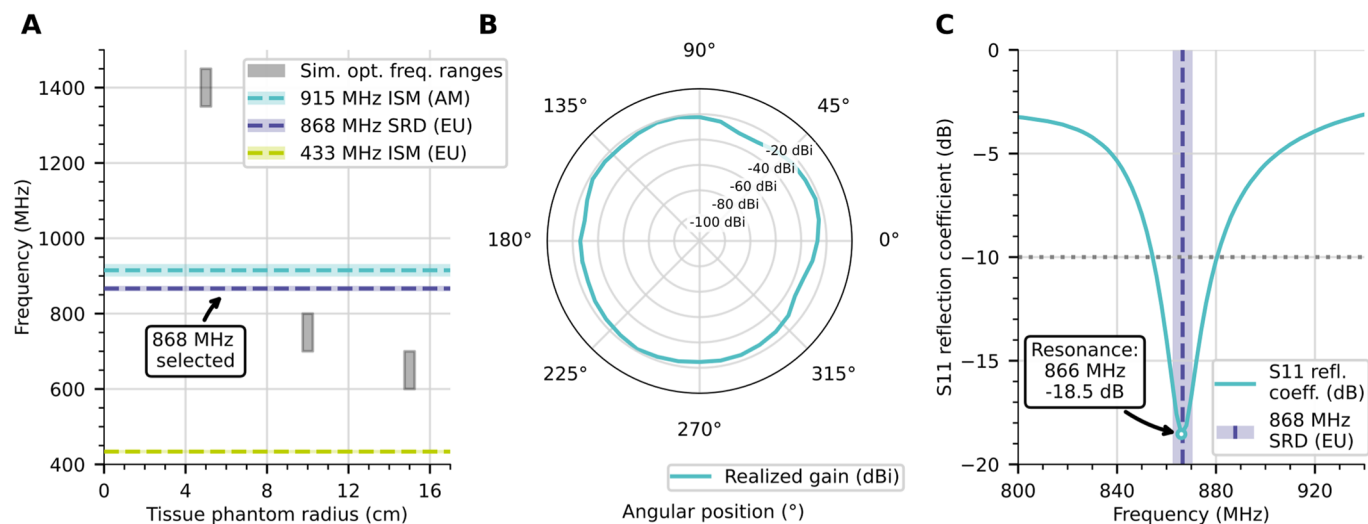 A
Frequency (MHz)
1400
1200
1000
800
600
400
0
4
8
12
16
Tissue phantom radius (cm)
Sim. opt. freq. ranges
915 MHz ISM (AM)
868 MHz SRD (EU)
433 MHz ISM (EU)
868 MHz
selected
B
90°
135°
45°
180°
0°
225°
315°
270°
-20 dBi
-40 dBi
-60 dBi
-80 dBi
-100 dBi
Realized gain (dBi)
Angular position (°)
C
S11 reflection coefficient (dB)
0
−5
−10
−15
−20
800
840
880
920
Frequency (MHz)
Resonance:
866 MHz
-18.5 dB
S11 refl.
coeff. (dB)
868 MHz
SRD (EU)